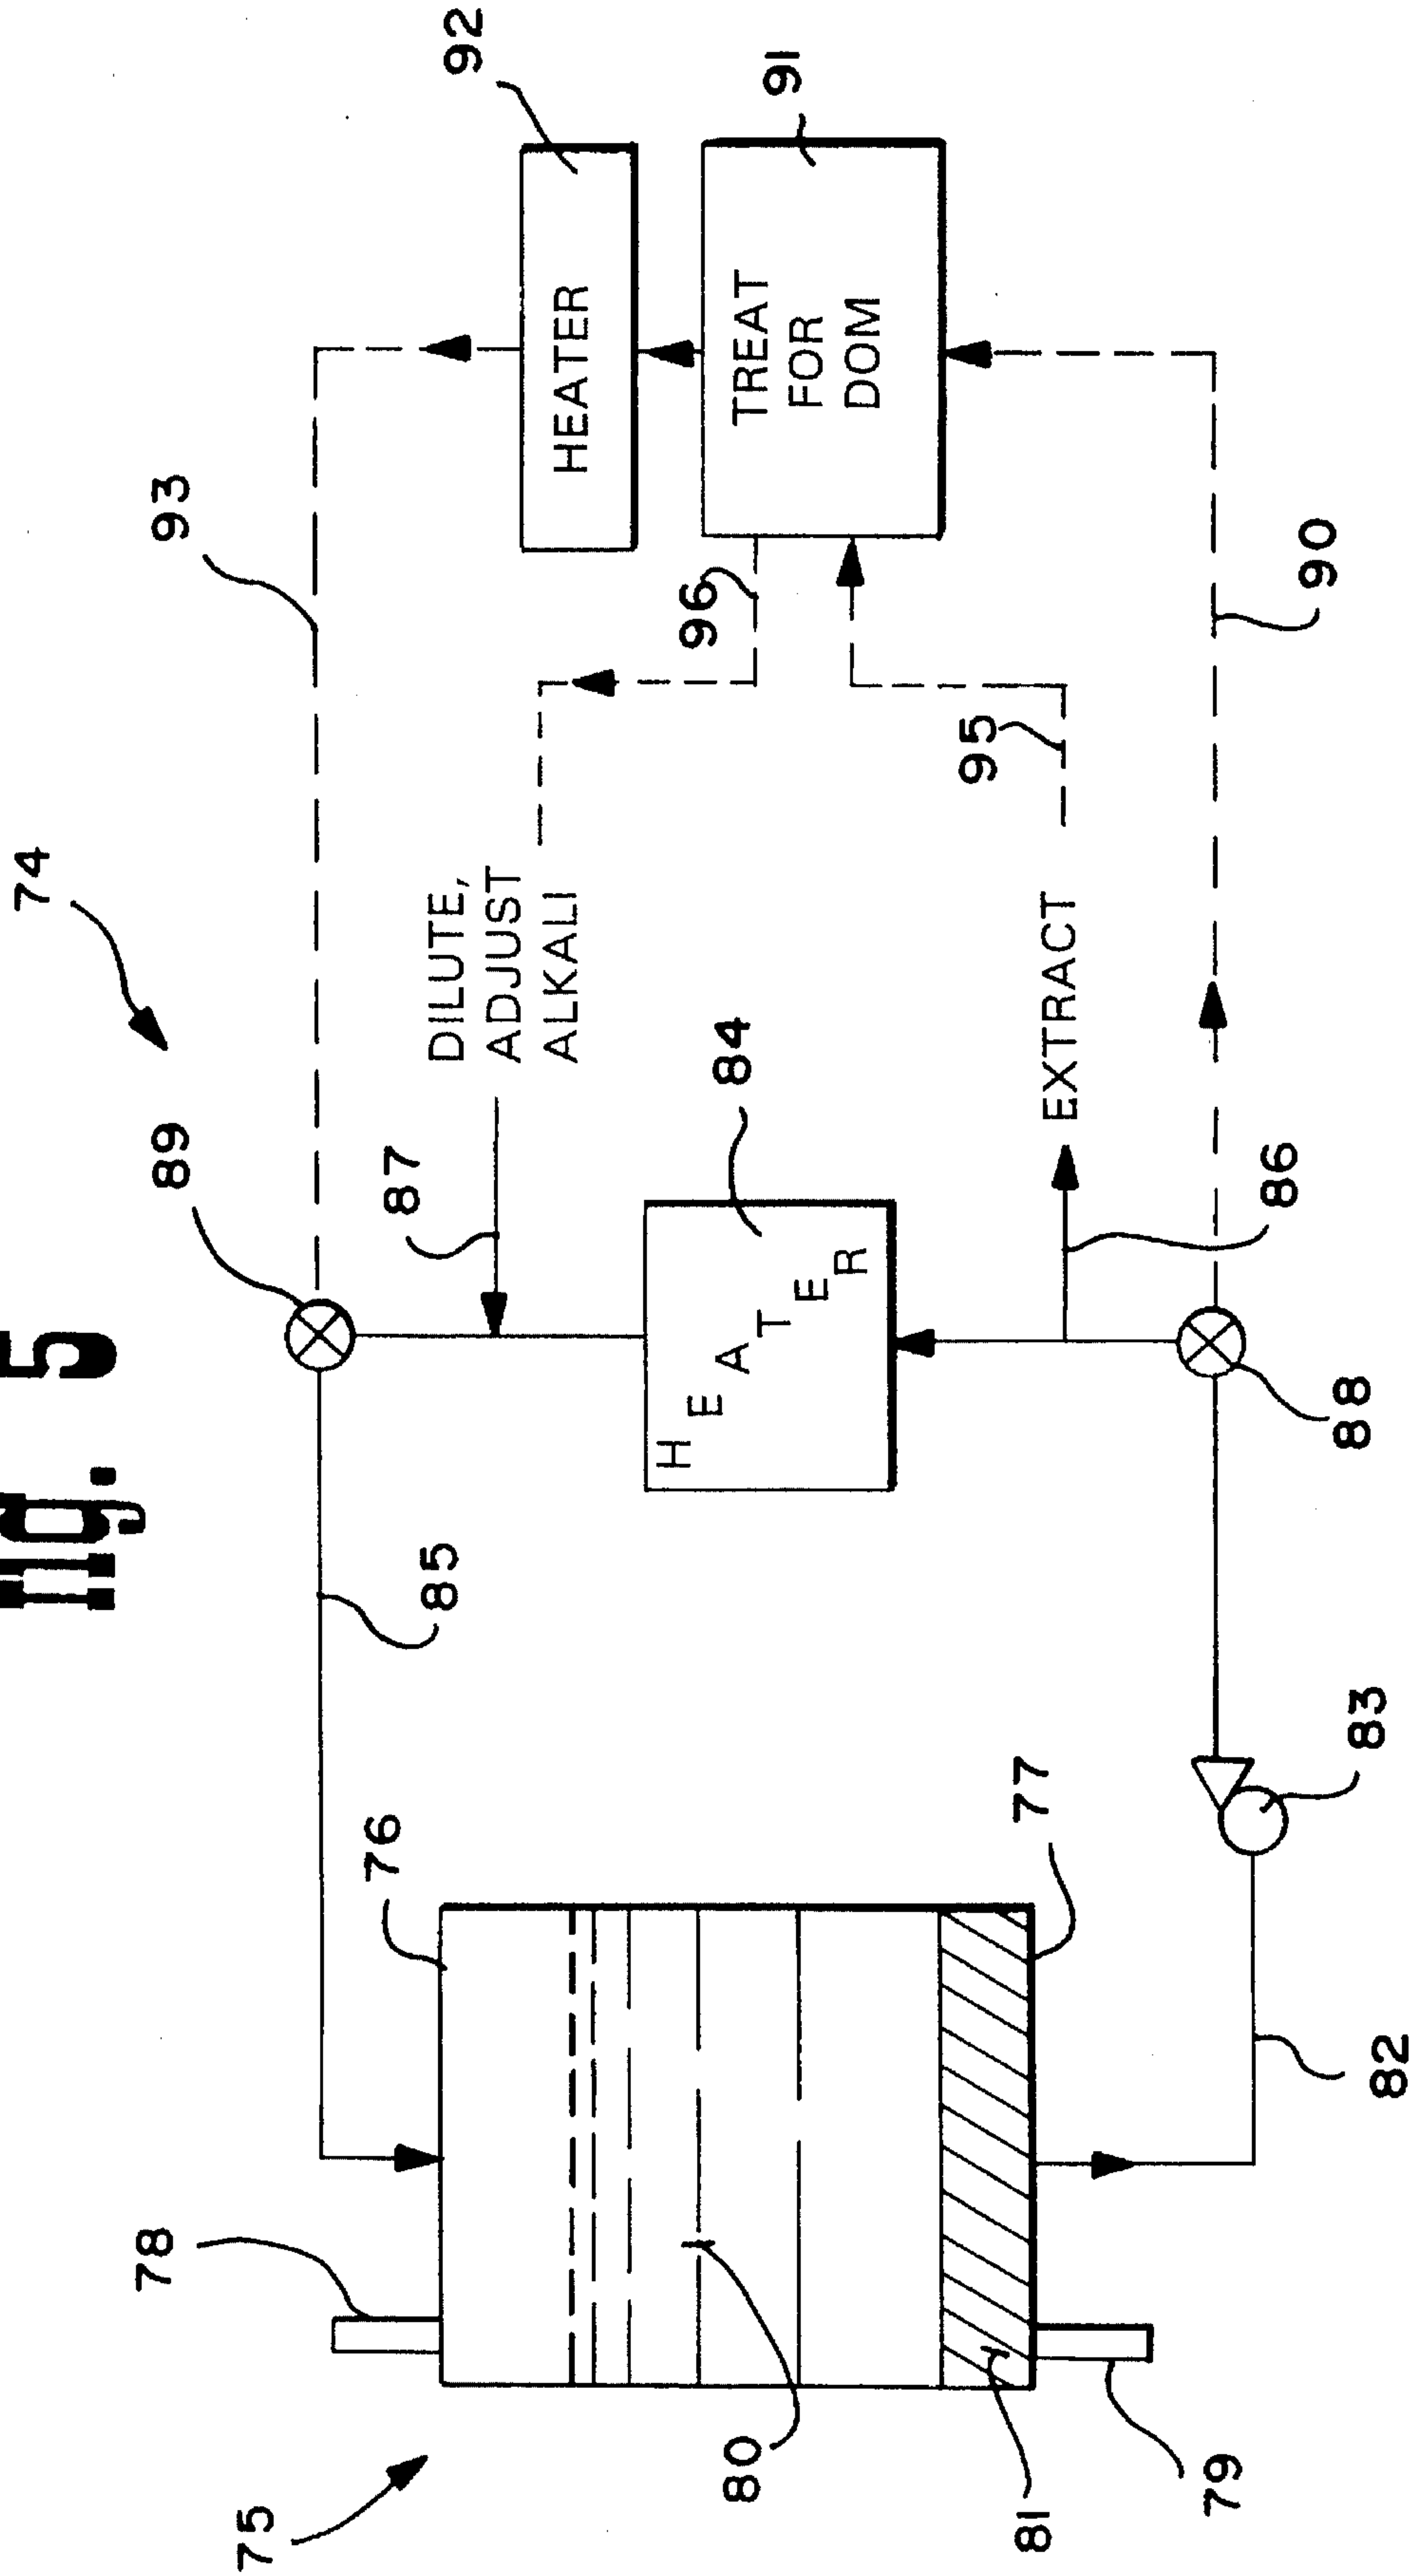 Fig. 5
74
75
76
77
78
79
80
81
82
83
84
85
86
87
88
89
90
91
92
93
95
96
HEATER
DILUTE,
ADJUST
ALKALI
EXTRACT
HEATER
TREAT
FOR
DOM